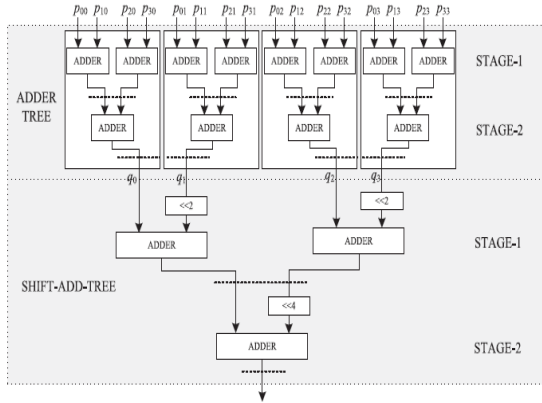 p00 p10 p20 p30 p01 p11 p21 p31 p02 p12 p22 p32 p03 p13 p23 p33
ADDER ADDER ADDER ADDER ADDER ADDER ADDER ADDER STAGE-1
ADDER TREE
ADDER ADDER ADDER ADDER STAGE-2
q0 q1 q2 q3
<<2 <<2
ADDER ADDER STAGE-1
SHIFT-ADD-TREE
<<4
ADDER STAGE-2